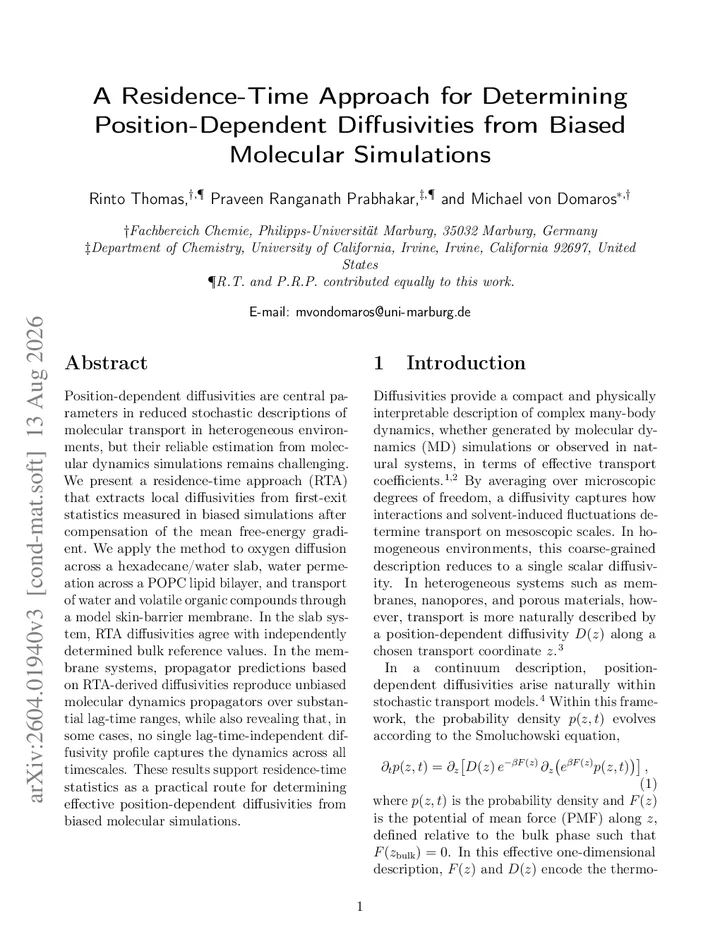 A Residence-Time Approach for Determining
Position-Dependent Diffusivities from Biased
Molecular Simulations
Rinto Thomas,†,¶ Praveen Ranganath Prabhakar,‡,¶ and Michael von Domaros*,†
†Fachbereich Chemie, Philipps-Universität Marburg, 35032 Marburg, Germany
‡Department of Chemistry, University of California, Irvine, Irvine, California 92697, United
States
¶R.T. and P.R.P. contributed equally to this work.
E-mail: mvondomaros@uni-marburg.de
arXiv:2604.01940v3 [cond-mat.soft] 13 Aug 2026
Abstract
Position-dependent diffusivities are central pa-
rameters in reduced stochastic descriptions of
molecular transport in heterogeneous environ-
ments, but their reliable estimation from molec-
ular dynamics simulations remains challenging.
We present a residence-time approach (RTA)
that extracts local diffusivities from first-exit
statistics measured in biased simulations after
compensation of the mean free-energy gradi-
ent. We apply the method to oxygen diffusion
across a hexadecane/water slab, water perme-
ation across a POPC lipid bilayer, and transport
of water and volatile organic compounds through
a model skin-barrier membrane. In the slab sys-
tem, RTA diffusivities agree with independently
determined bulk reference values. In the mem-
brane systems, propagator predictions based
on RTA-derived diffusivities reproduce unbiased
molecular dynamics propagators over substan-
tial lag-time ranges, while also revealing that, in
some cases, no single lag-time-independent dif-
fusivity profile captures the dynamics across all
timescales. These results support residence-time
statistics as a practical route for determining
effective position-dependent diffusivities from
biased molecular simulations.
1 Introduction
Diffusivities provide a compact and physically
interpretable description of complex many-body
dynamics, whether generated by molecular dy-
namics (MD) simulations or observed in nat-
ural systems, in terms of effective transport
coefficients.1,2 By averaging over microscopic
degrees of freedom, a diffusivity captures how
interactions and solvent-induced fluctuations de-
termine transport on mesoscopic scales. In ho-
mogeneous environments, this coarse-grained
description reduces to a single scalar diffusiv-
ity. In heterogeneous systems such as mem-
branes, nanopores, and porous materials, how-
ever, transport is more naturally described by
a position-dependent diffusivity D(z) along a
chosen transport coordinate z.3
In a continuum description, position-
dependent diffusivities arise naturally within
stochastic transport models.4 Within this frame-
work, the probability density p(z, t) evolves
according to the Smoluchowski equation,
∂tp(z, t) = ∂z[D(z) e−βF(z) ∂z(eβF(z)p(z, t))] ,
(1)
where p(z, t) is the probability density and F(z)
is the potential of mean force (PMF) along z,
defined relative to the bulk phase such that
F(zbulk) = 0. In this effective one-dimensional
description, F(z) and D(z) encode the thermo-
1